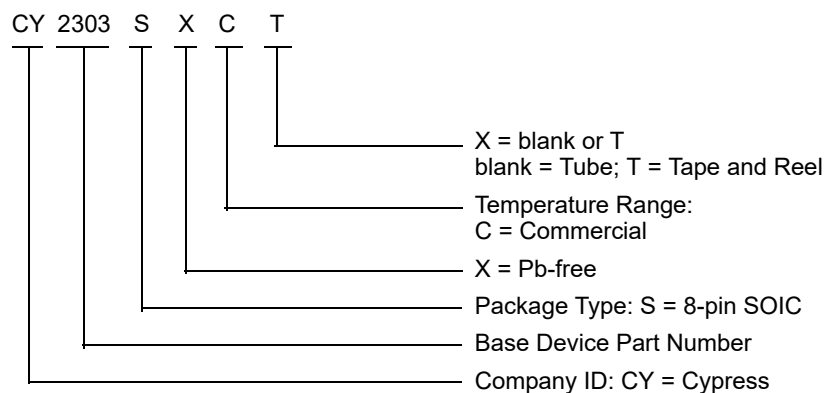 CY 2303 S X C T
X = blank or T
blank = Tube; T = Tape and Reel
Temperature Range:
C = Commercial
X = Pb-free
Package Type: S = 8-pin SOIC
Base Device Part Number
Company ID: CY = Cypress